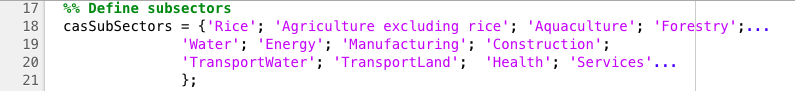 17 %% Define subsectors
18 casSubSectors = {'Rice'; 'Agriculture excluding rice'; 'Aquaculture'; 'Forestry';...
19 'Water'; 'Energy'; 'Manufacturing'; 'Construction';
20 'TransportWater'; 'TransportLand';  'Health'; 'Services'...
21 };